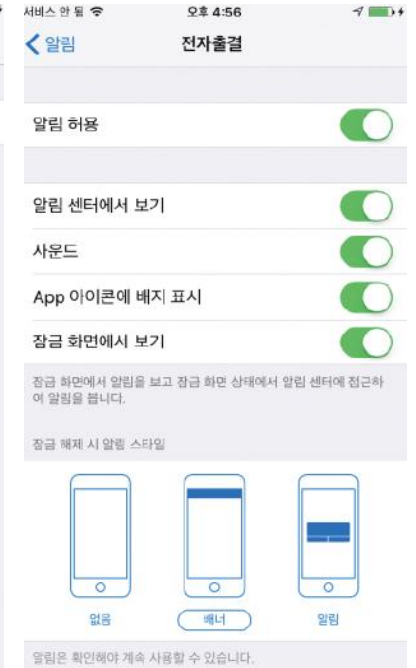 서비스 안 됨
오후 4:56
알림
전자출결
알림 허용
알림 센터에서 보기
사운드
App 아이콘에 배지 표시
잠금 화면에서 보기
잠금 화면에서 알림을 보고 잠금 화면 상태에서 알림 센터에 접근하
여 알림을 봅니다.
잠금 해제 시 알림 스타일
없음
배너
알림
알림은 확인해야 계속 사용할 수 있습니다.